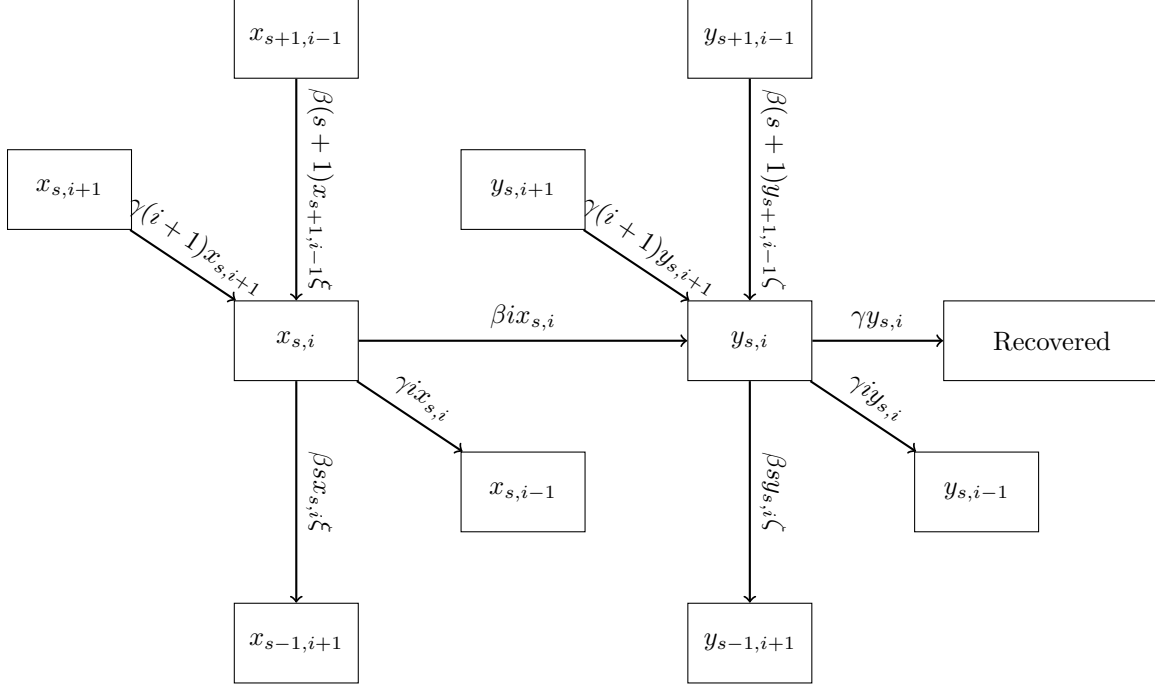 x_{s+1,i−1}
y_{s+1,i−1}
β(s + 1)x_{s+1,i−1}ξ
β(s + 1)y_{s+1,i−1}ζ
x_{s,i+1}
γ(i + 1)x_{s,i+1}
y_{s,i+1}
γ(i + 1)y_{s,i+1}
x_{s,i}
βix_{s,i}
y_{s,i}
γy_{s,i}
Recovered
γix_{s,i}
γiy_{s,i}
βsx_{s,i}ξ
x_{s,i−1}
βsy_{s,i}ζ
y_{s,i−1}
x_{s−1,i+1}
y_{s−1,i+1}